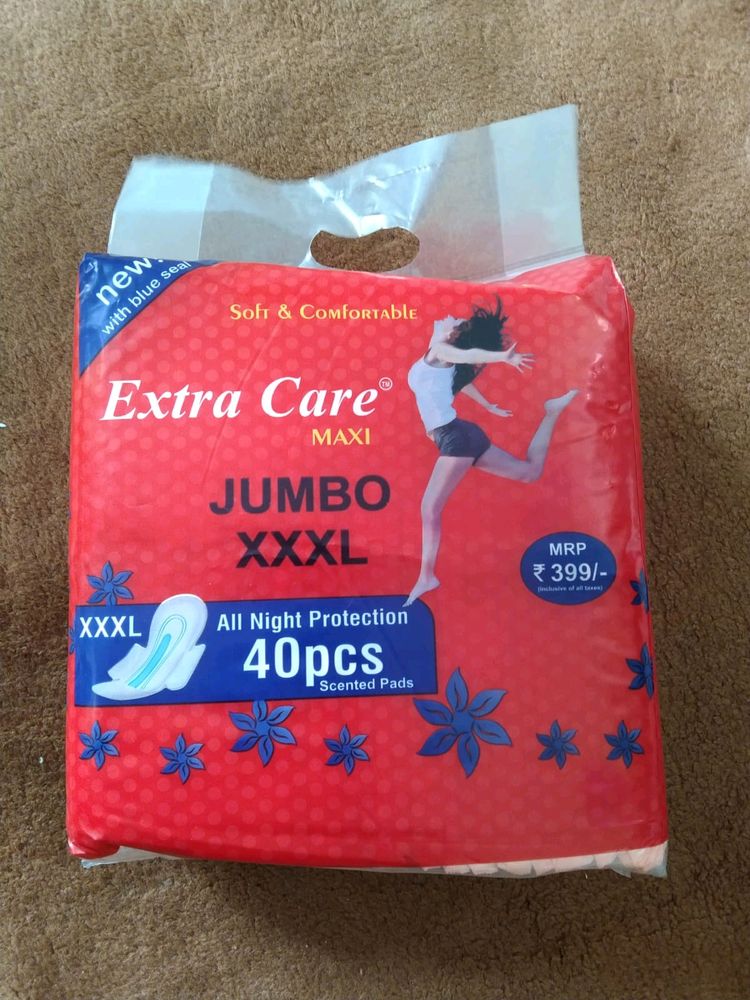 new!
with blue seal
Soft & Comfortable
Extra Care™
MAXI
JUMBO
XXXL
MRP
₹ 399/-
(inclusive of all taxes)
XXXL
All Night Protection
40pcs
Scented Pads